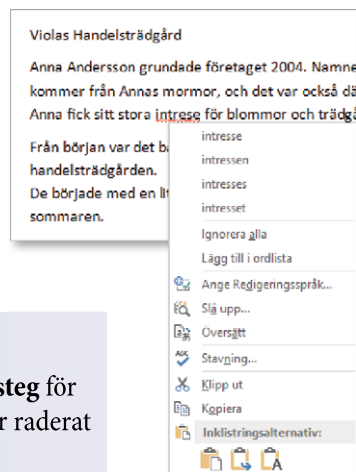 Violas Handelsträdgård
Anna Andersson grundade företaget 2004. Namne
kommer från Annas mormor, och det var också dä
Anna fick sitt stora intrese för blommor och trädgå
Från början var det ba
handelsträdgården.
De började med en lit
sommaren.
intresse
intressen
intresses
intresset
Ignorera alla
Lägg till i ordlista
Ange Redigeringsspråk...
Slå upp...
Översätt
Stavning...
Klipp ut
Kopiera
Inklistringsalternativ:
steg för
r raderat